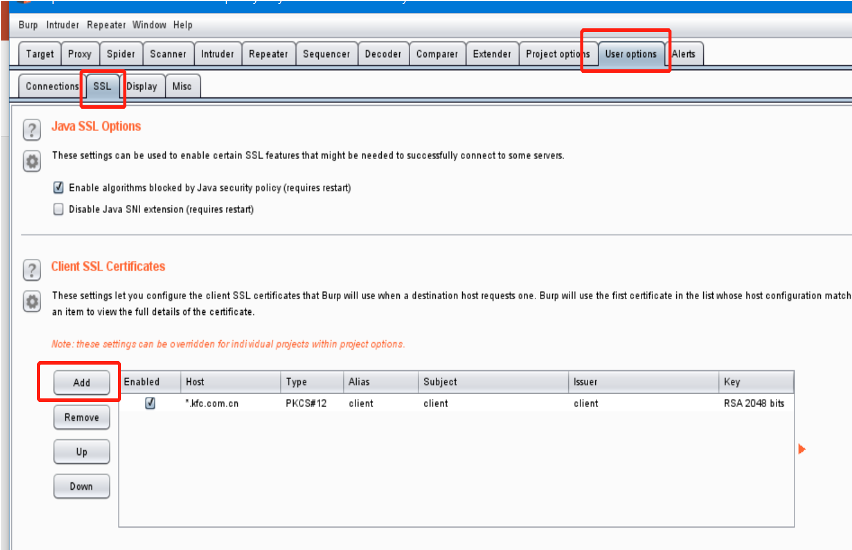 Burp Intruder Repeater Window Help
Target Proxy Spider Scanner Intruder Repeater Sequencer Decoder Comparer Extender Project options User options Alerts
Connections SSL Display Misc
Java SSL Options
These settings can be used to enable certain SSL features that might be needed to successfully connect to some servers.
Enable algorithms blocked by Java security policy (requires restart)
Disable Java SNI extension (requires restart)
Client SSL Certificates
These settings let you configure the client SSL certificates that Burp will use when a destination host requests one. Burp will use the first certificate in the list whose host configuration match
an item to view the full details of the certificate.
Note: these settings can be overridden for individual projects within project options.
Add Enabled Host Type Alias Subject Issuer Key
*.kfc.com.cn PKCS#12 client client client RSA 2048 bits
Remove
Up
Down